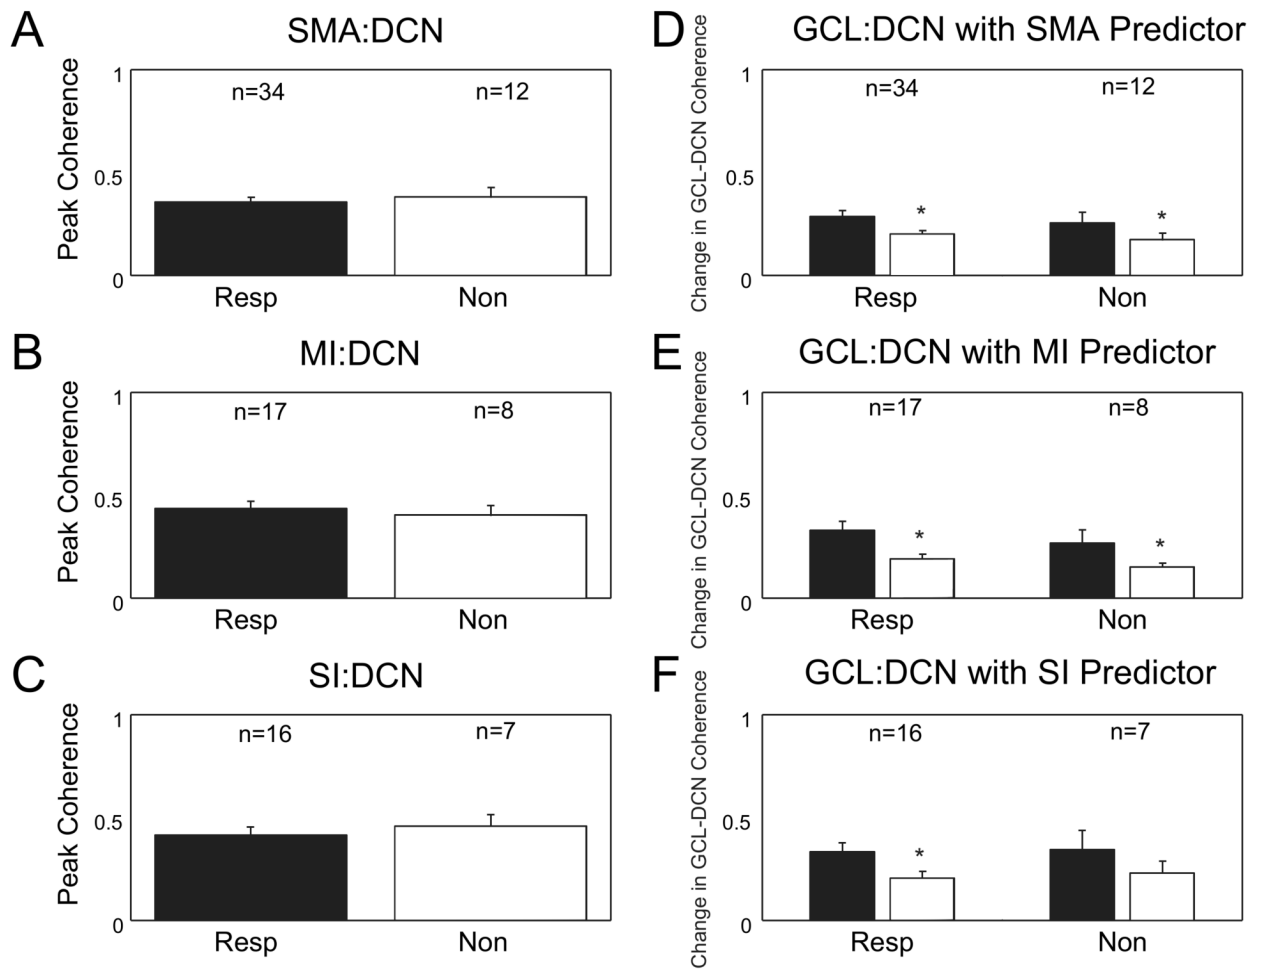 A
SMA:DCN
Peak Coherence
1
0.5
0
n=34
n=12
Resp
Non
D
GCL:DCN with SMA Predictor
Change in GCL-DCN Coherence
1
0.5
0
n=34
n=12
*
*
Resp
Non
B
MI:DCN
Peak Coherence
1
0.5
0
n=17
n=8
Resp
Non
E
GCL:DCN with MI Predictor
Change in GCL-DCN Coherence
1
0.5
0
n=17
n=8
*
*
Resp
Non
C
SI:DCN
Peak Coherence
1
0.5
0
n=16
n=7
Resp
Non
F
GCL:DCN with SI Predictor
Change in GCL-DCN Coherence
1
0.5
0
n=16
n=7
*
Resp
Non